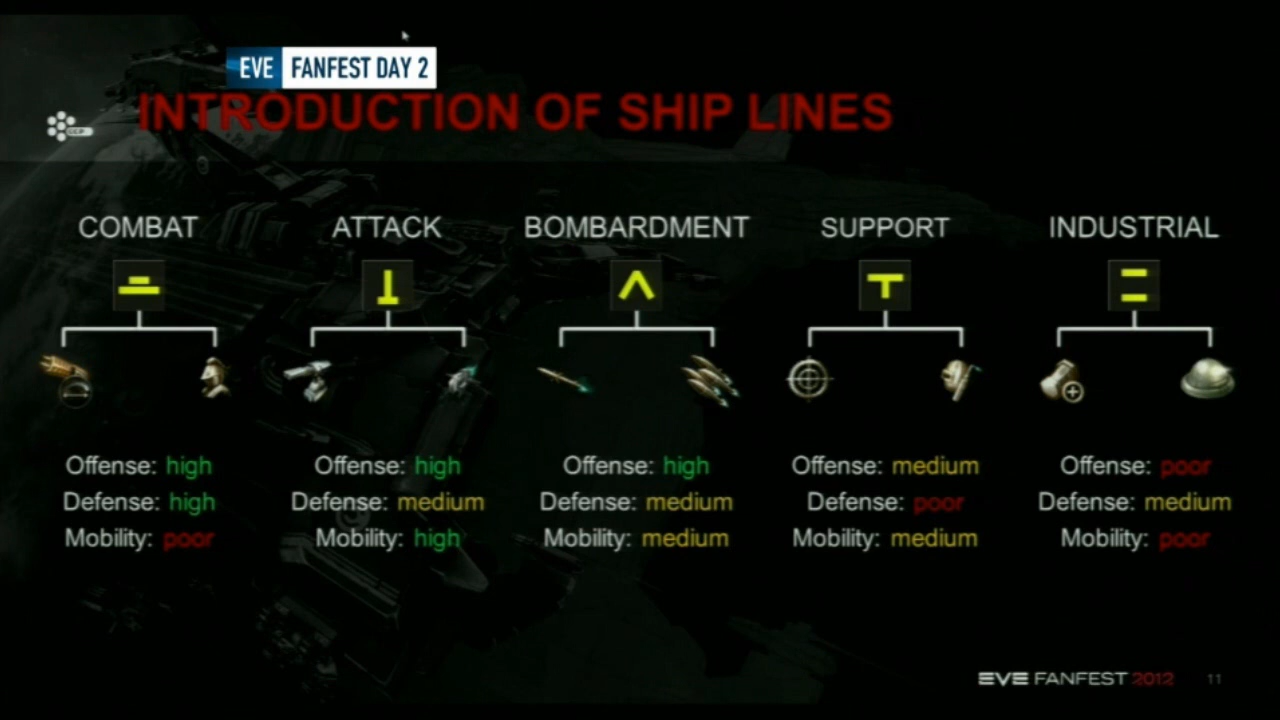 EVE FANFEST DAY 2
INTRODUCTION OF SHIP LINES
CCP
COMBAT
ATTACK
BOMBARDMENT
SUPPORT
INDUSTRIAL
Offense: high
Defense: high
Mobility: poor
Offense: high
Defense: medium
Mobility: high
Offense: high
Defense: medium
Mobility: medium
Offense: medium
Defense: poor
Mobility: medium
Offense: poor
Defense: medium
Mobility: poor
EVE FANFEST 2012 11